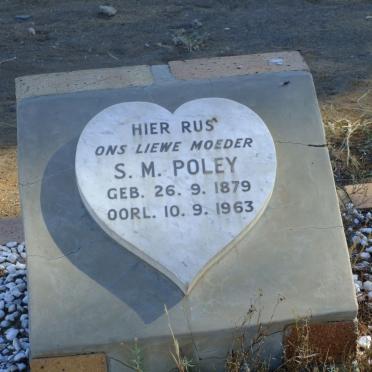 HIER RUS
ONS LIEWE MOEDER
S. M. POLEY
GEB. 26. 9. 1879
OORL. 10. 9. 1963